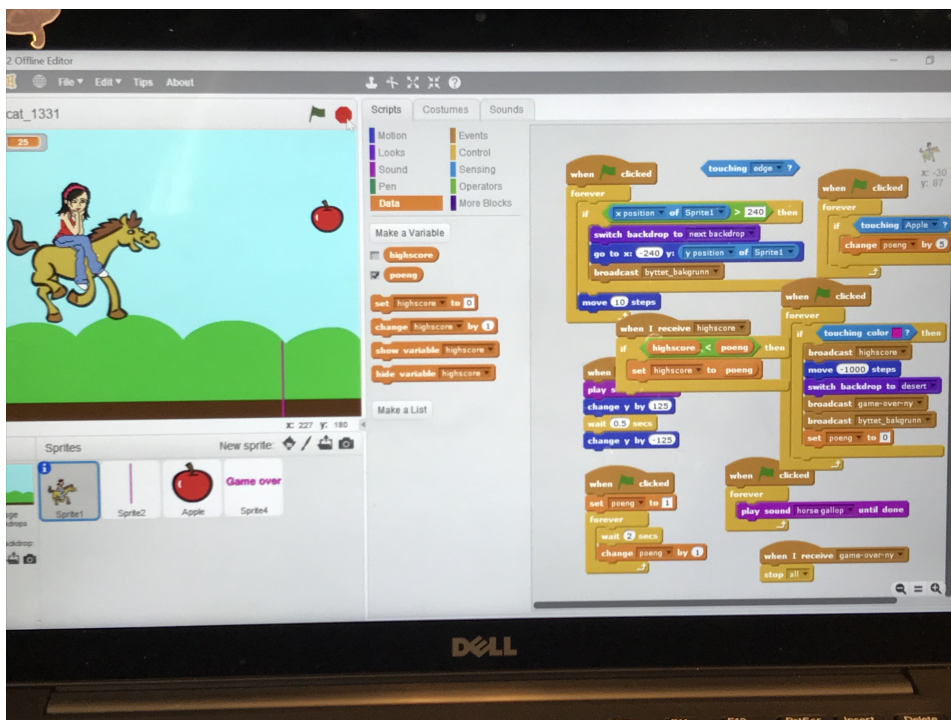 2 Offline Editor
File Edit Tips About
cat_1331
25
x: 227 y: 180
Sprites
New sprite:
Sprite1
Sprite2
Apple
Game over
Sprite4
Scripts Costumes Sounds
Motion
Looks
Sound
Pen
Data
Events
Control
Sensing
Operators
More Blocks
Make a Variable
highscore
poeng
set highscore to 0
change highscore by 1
show variable highscore
hide variable highscore
Make a List
x: -30
y: 87
when clicked
forever
if x position of Sprite1 > 240 then
switch backdrop to next backdrop
go to x: -240 y: y position of Sprite1
broadcast byttet_bakgrunn
move 10 steps
touching edge ?
when clicked
forever
if touching Apple ?
change poeng by 5
when I receive highscore
if highscore < poeng then
set highscore to poeng
when
play s
change y by 125
wait 0.5 secs
change y by -125
when clicked
forever
if touching color ? then
broadcast highscore
move -1000 steps
switch backdrop to desert
broadcast game-over-ny
broadcast byttet_bakgrunn
set poeng to 0
when clicked
set poeng to 1
forever
wait 2 secs
change poeng by 1
when clicked
forever
play sound horse gallop until done
when I receive game-over-ny
stop all
DELL
Insert
Delete